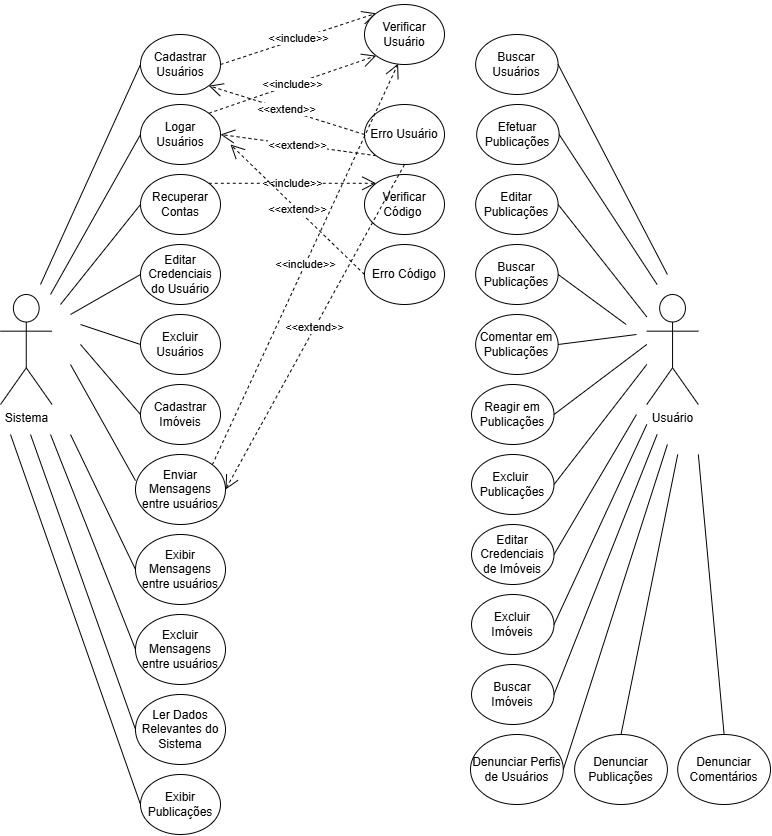 Verificar
Usuário
<<include>>
Cadastrar
Usuários
Buscar
Usuários
<<include>>
<<extend>>
Logar
Usuários
Erro Usuário
Efetuar
Publicações
<<extend>>
<<include>>
Recuperar
Contas
Verificar
Código
Editar
Publicações
<<extend>>
Editar
Credenciais
do Usuário
<<include>>
Erro Código
Buscar
Publicações
<<extend>>
Excluir
Usuários
Comentar em
Publicações
Cadastrar
Imóveis
Reagir em
Publicações
Sistema
Usuário
Enviar
Mensagens
entre usuários
Excluir
Publicações
Exibir
Mensagens
entre usuários
Editar
Credenciais
de Imóveis
Excluir
Mensagens
entre usuários
Excluir
Imóveis
Ler Dados
Relevantes do
Sistema
Buscar
Imóveis
Exibir
Publicações
Denunciar Perfis
de Usuários
Denunciar
Publicações
Denunciar
Comentários